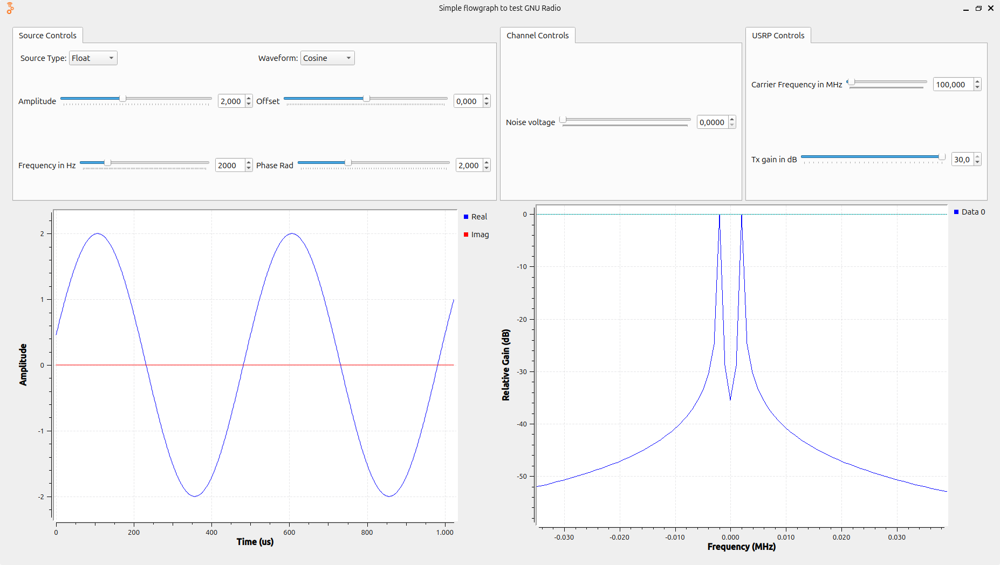 Simple flowgraph to test GNU Radio
Source Controls
Source Type: Float
Waveform: Cosine
Amplitude 2,000
Offset 0,000
Frequency in Hz 2000
Phase Rad 2,000
Channel Controls
Noise voltage 0,0000
USRP Controls
Carrier Frequency in MHz 100,000
Tx gain in dB 30,0
Real
Imag
2
1
0
-1
-2
Amplitude
0 200 400 600 800 1.000
Time (us)
Data 0
0
-10
-20
-30
-40
-50
Relative Gain (dB)
-0.030 -0.020 -0.010 0.000 0.010 0.020 0.030
Frequency (MHz)